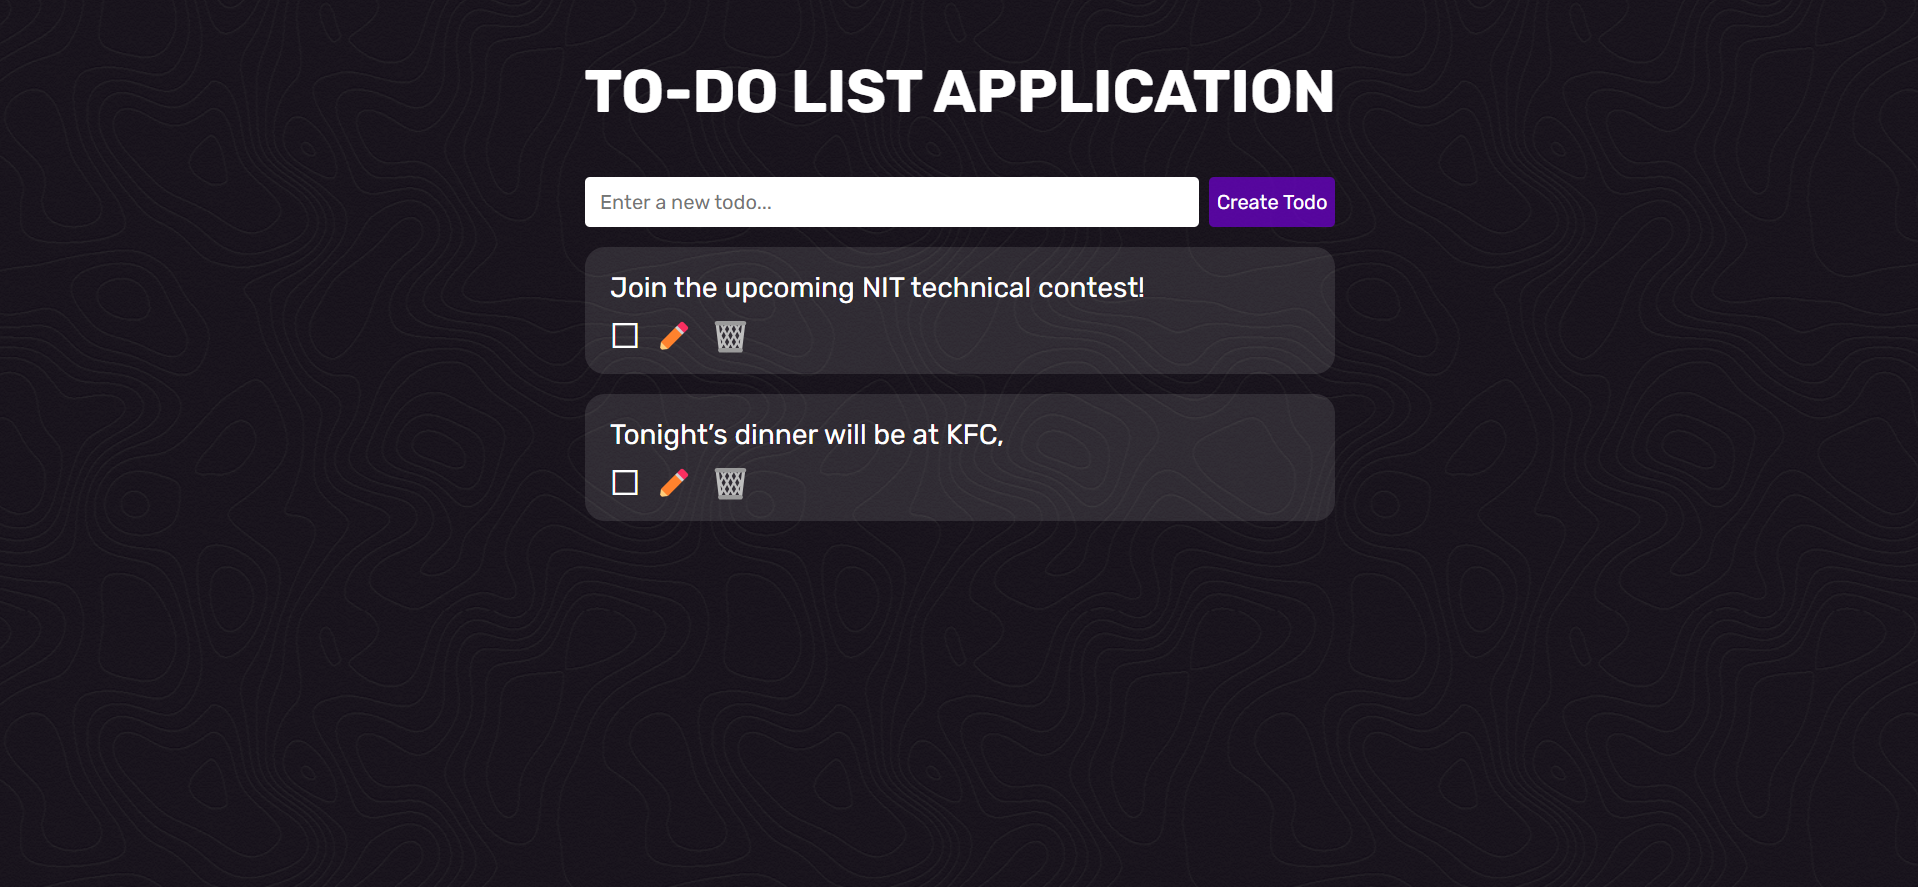 TO-DO LIST APPLICATION
Enter a new todo...
Create Todo
Join the upcoming NIT technical contest!
Tonight’s dinner will be at KFC,